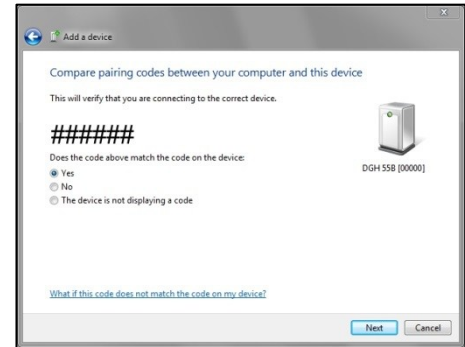 Add a device
Compare pairing codes between your computer and this device
This will verify that you are connecting to the correct device.
######
Does the code above match the code on the device:
Yes
No
The device is not displaying a code
DGH 55B [00000]
What if this code does not match the code on my device?
Next Cancel